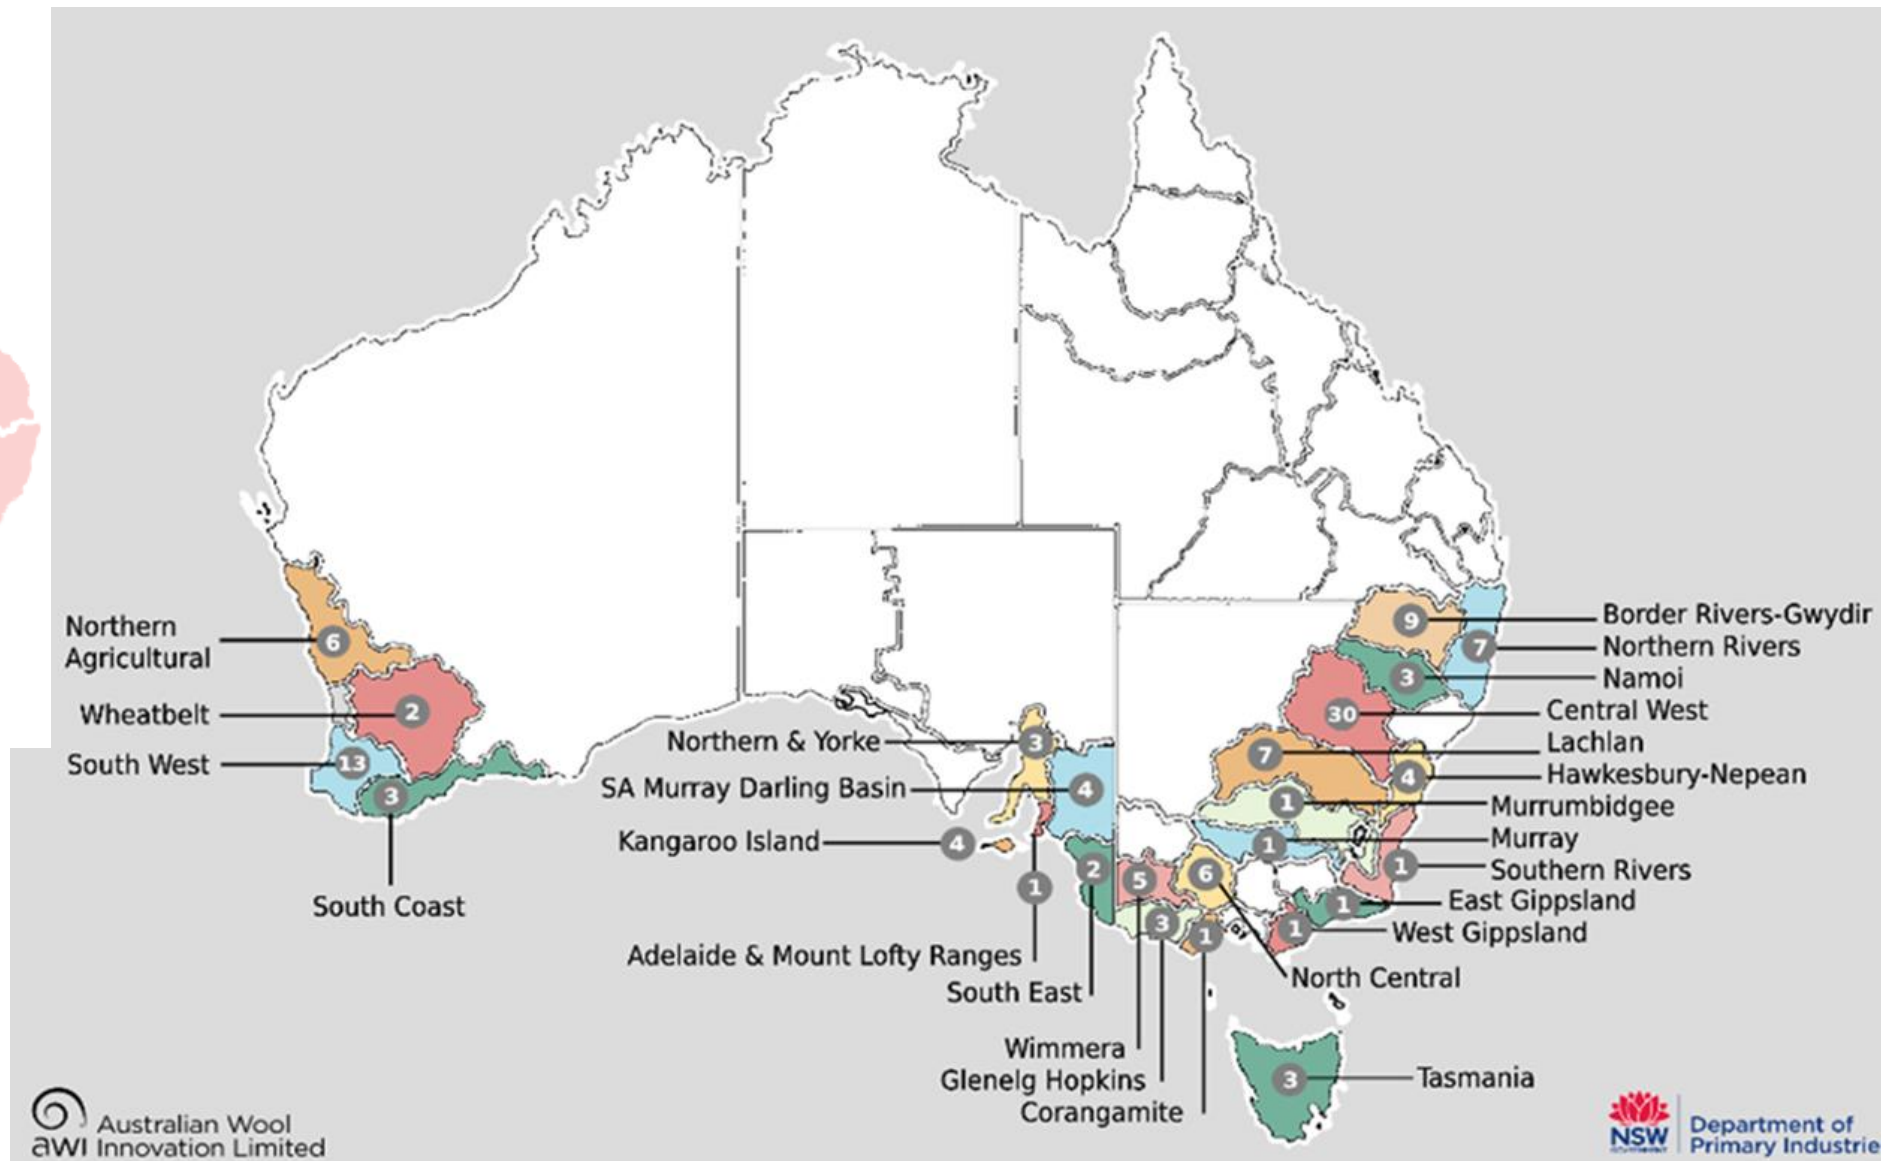 Northern
Agricultural
6
Wheatbelt
2
South West
13
3
South Coast
Northern & Yorke
3
SA Murray Darling Basin
4
Kangaroo Island
4
1
Adelaide & Mount Lofty Ranges
2
South East
5
Wimmera
3
Glenelg Hopkins
1
Corangamite
9
Border Rivers-Gwydir
7
Northern Rivers
3
Namoi
30
Central West
7
Lachlan
4
Hawkesbury-Nepean
1
Murrumbidgee
1
Murray
1
Southern Rivers
1
East Gippsland
1
West Gippsland
6
North Central
3
Tasmania
Australian Wool
awi Innovation Limited
NSW
Department of
Primary Industrie